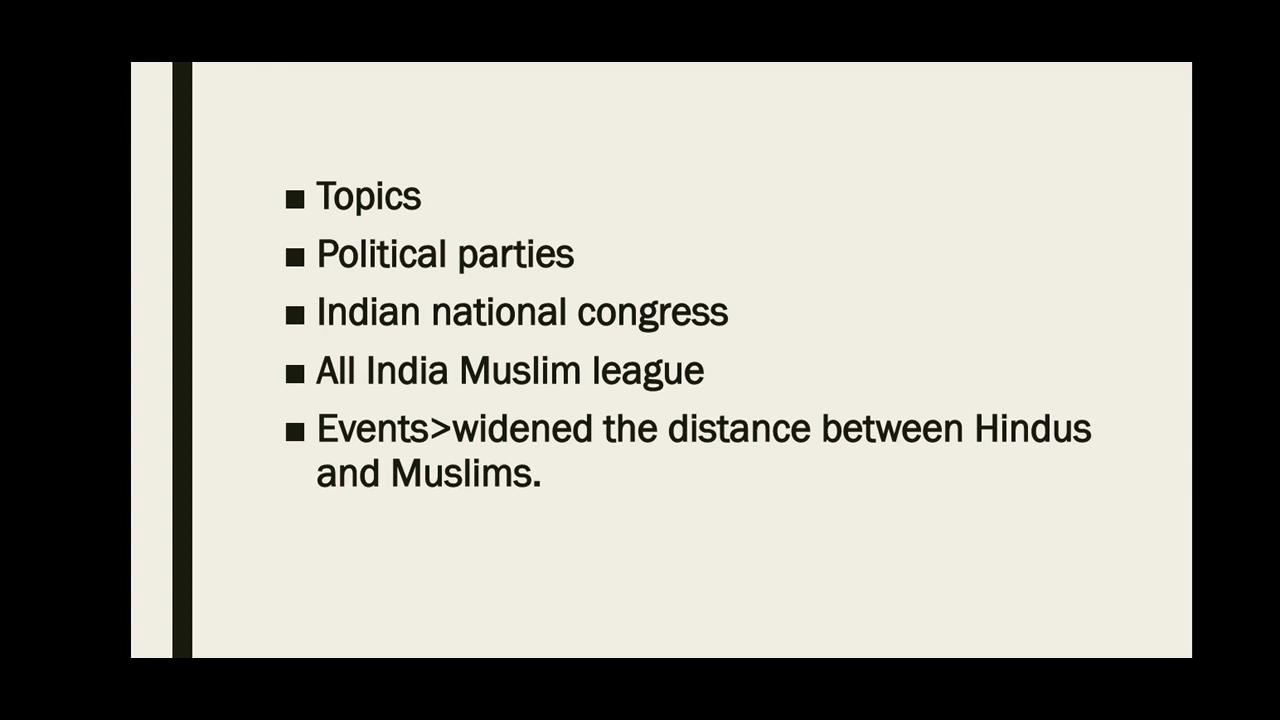 ■ Topics
■ Political parties
■ Indian national congress
■ All India Muslim league
■ Events>widened the distance between Hindus
and Muslims.